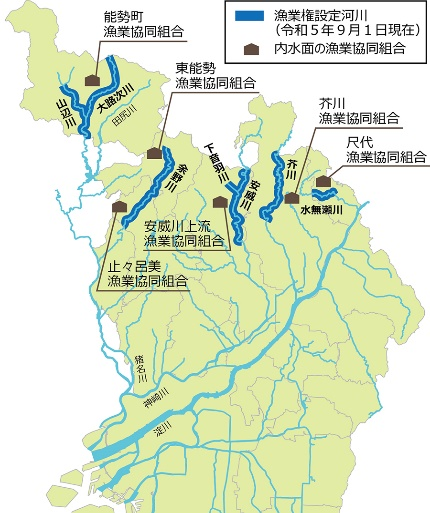 漁業権設定河川
（令和５年９月１日現在）
内水面の漁業協同組合
能勢町
漁業協同組合
東能勢
漁業協同組合
芥川
漁業協同組合
尺代
漁業協同組合
山辺川
大路次川
田尻川
余野川
下音羽川
安威川
芥川
水無瀬川
安威川上流
漁業協同組合
止々呂美
漁業協同組合
猪名川
神崎川
淀川